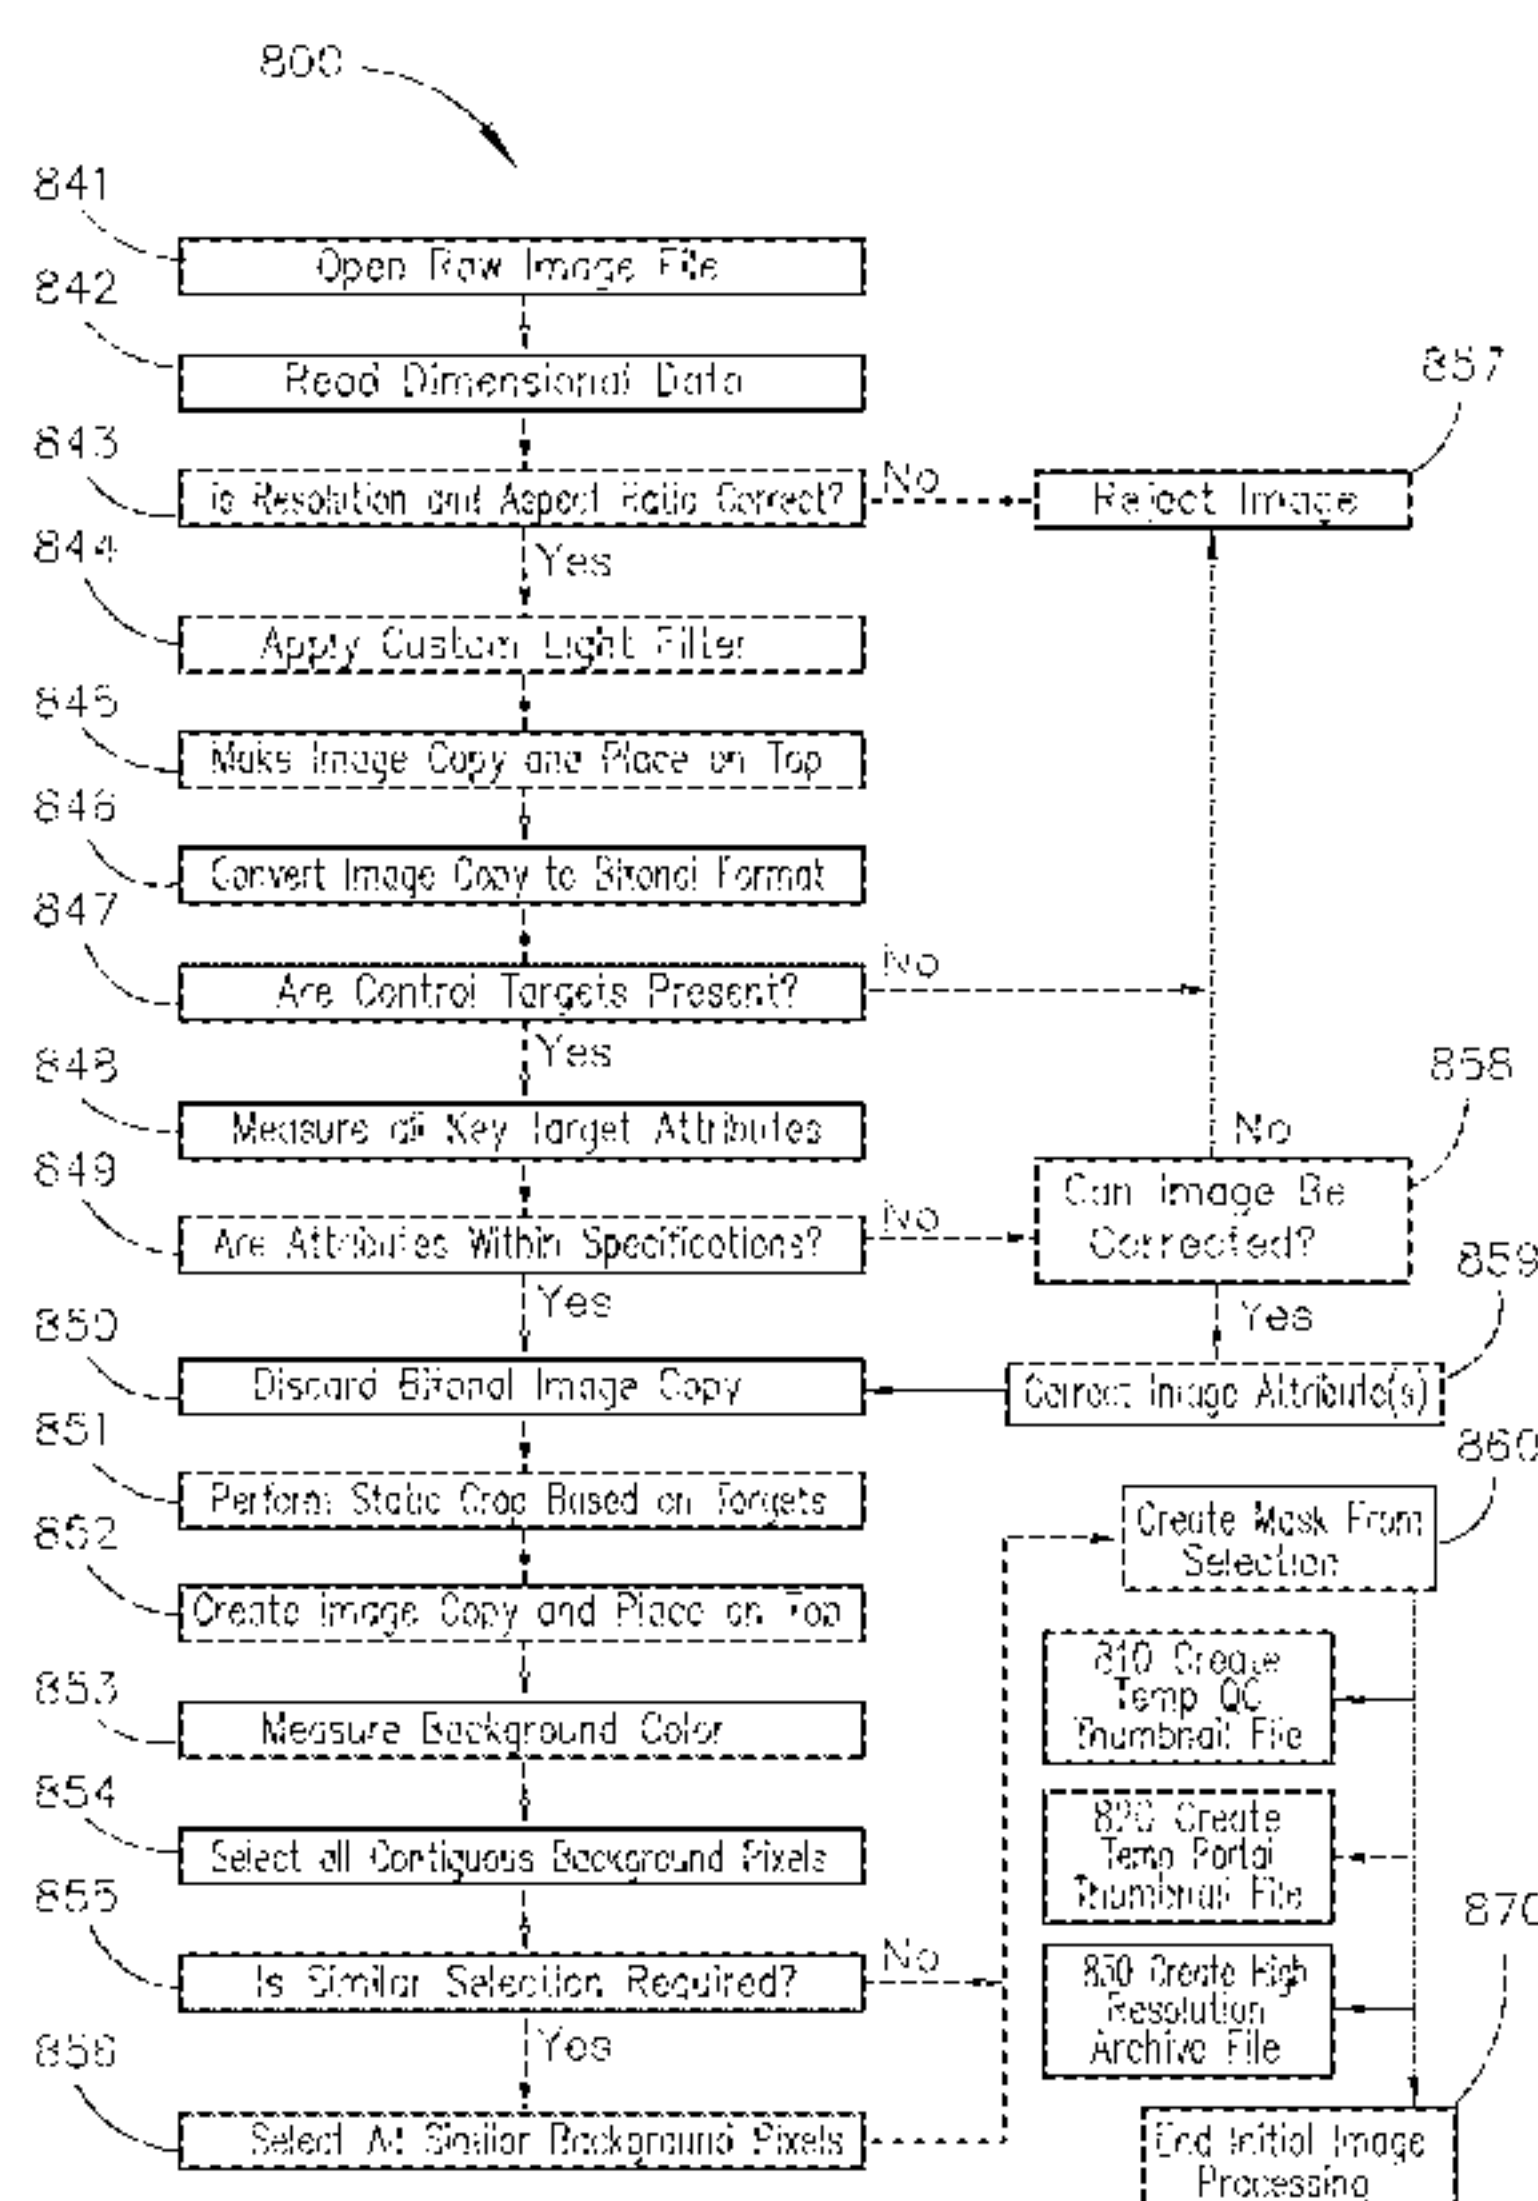 800
841
Open Raw Image File
842
Read Dimensional Data
843
Is Resolution and Aspect Ratio Correct?
No
857
Reject Image
Yes
844
Apply Custom Light Filter
845
Make Image Copy and Place on Top
846
Convert Image Copy to Bitonal Format
847
Are Control Targets Present?
No
Yes
848
Measure all Key Target Attributes
849
Are Attributes Within Specifications?
No
858
No
Can Image Be
Corrected?
Yes
Yes
859
850
Discard Bitonal Image Copy
Correct Image Attribute(s)
851
Perform Static Crop Based on Targets
852
Create Image Copy and Place on Top
853
Measure Background Color
854
Select all Contiguous Background Pixels
855
Is Similar Selection Required?
No
Yes
856
Select All Similar Background Pixels
860
Create Mask From
Selection
810 Create
Temp QC
Thumbnail File
820 Create
Temp Portal
Thumbnail File
830 Create High
Resolution
Archive File
870
End Initial Image
Processing